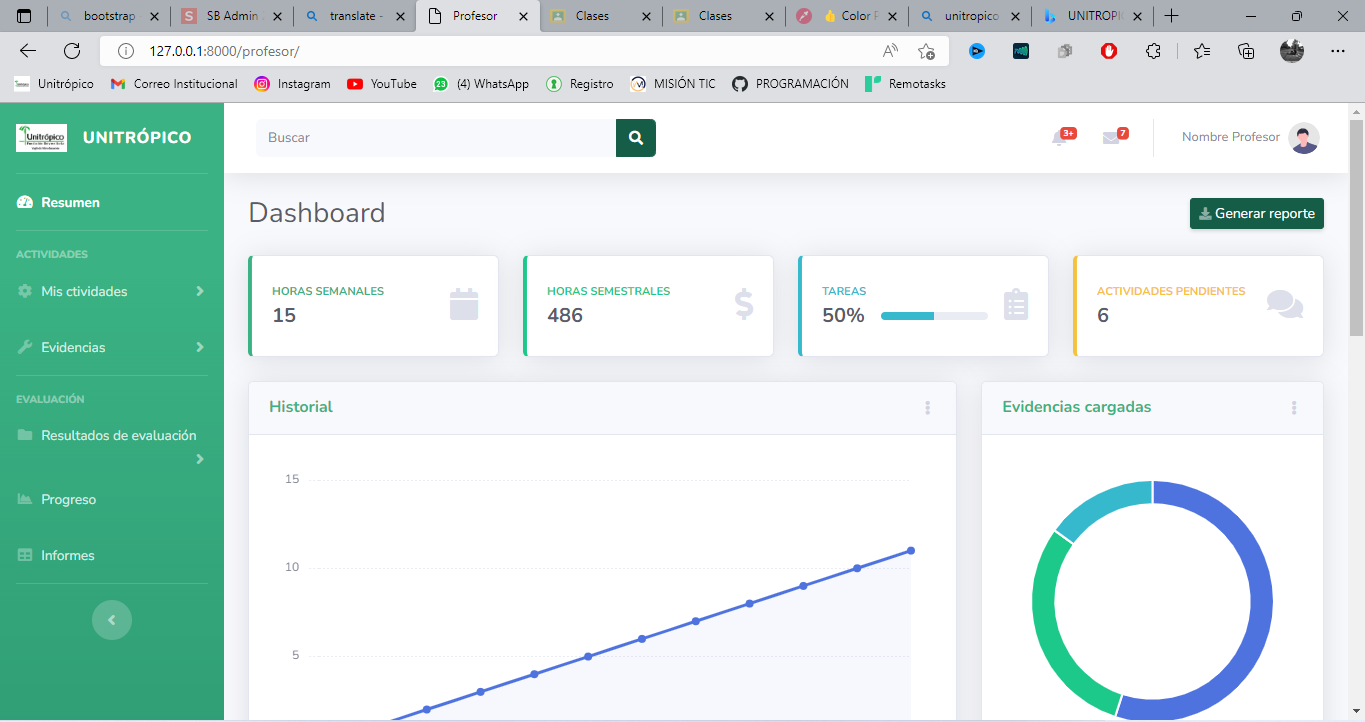 bootstrap
SB Admin
translate -
Profesor
Clases
Clases
Color P
unitropico
UNITROPI
127.0.0.1:8000/profesor/
Unitrópico
Correo Institucional
Instagram
YouTube
23
(4) WhatsApp
Registro
MISIÓN TIC
PROGRAMACIÓN
Remotasks
Unitrópico
UNITRÓPICO
Buscar
3+
7
Nombre Profesor
Resumen
Dashboard
Generar reporte
ACTIVIDADES
Mis ctividades
Evidencias
EVALUACIÓN
Resultados de evaluación
Progreso
Informes
HORAS SEMANALES
15
HORAS SEMESTRALES
486
TAREAS
50%
ACTIVIDADES PENDIENTES
6
Historial
15
10
5
Evidencias cargadas